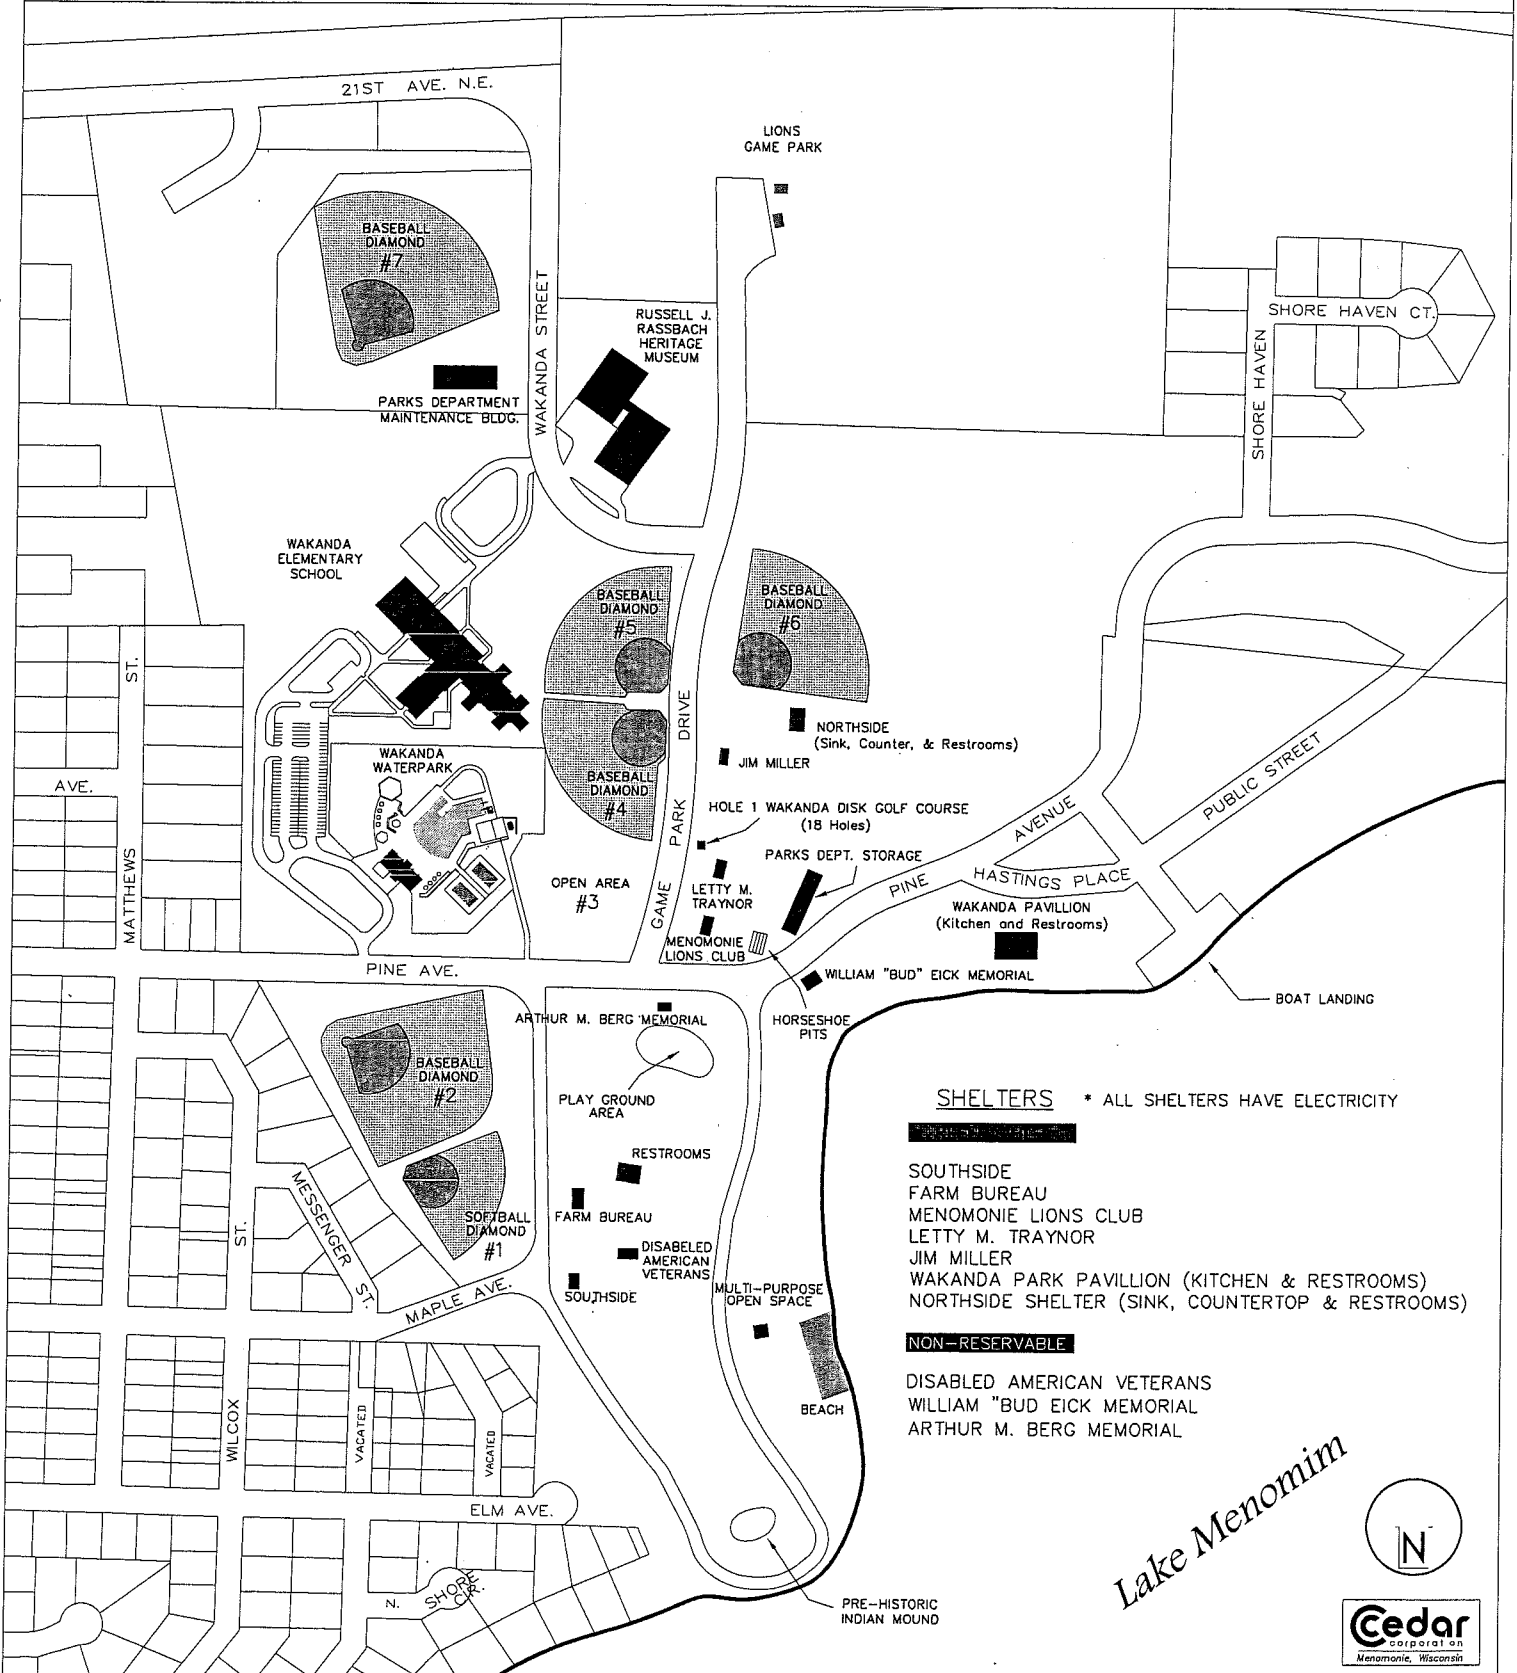 21ST AVE. N.E.
LIONS
GAME PARK
BASEBALL
DIAMOND
#7
WAKANDA STREET
RUSSELL J.
RASSBACH
HERITAGE
MUSEUM
SHORE HAVEN CT.
SHORE HAVEN
PARKS DEPARTMENT
MAINTENANCE BLDG.
WAKANDA
ELEMENTARY
SCHOOL
BASEBALL
DIAMOND
#5
BASEBALL
DIAMOND
#6
ST.
MATTHEWS
GAME PARK DRIVE
NORTHSIDE
(Sink, Counter, & Restrooms)
WAKANDA
WATERPARK
JIM MILLER
AVE.
BASEBALL
DIAMOND
#4
HOLE 1 WAKANDA DISK GOLF COURSE
(18 Holes)
PUBLIC STREET
PINE AVENUE
PARKS DEPT. STORAGE
HASTINGS PLACE
OPEN AREA
#3
LETTY M.
TRAYNOR
WAKANDA PAVILLION
(Kitchen and Restrooms)
MENOMONIE
LIONS CLUB
PINE AVE.
WILLIAM "BUD" EICK MEMORIAL
BOAT LANDING
ARTHUR M. BERG MEMORIAL
HORSESHOE
PITS
BASEBALL
DIAMOND
#2
PLAY GROUND
AREA
SHELTERS * ALL SHELTERS HAVE ELECTRICITY
RESTROOMS
SOUTHSIDE
FARM BUREAU
MENOMONIE LIONS CLUB
LETTY M. TRAYNOR
JIM MILLER
WAKANDA PARK PAVILLION (KITCHEN & RESTROOMS)
NORTHSIDE SHELTER (SINK, COUNTERTOP & RESTROOMS)
NON-RESERVABLE
DISABLED AMERICAN VETERANS
WILLIAM "BUD EICK MEMORIAL
ARTHUR M. BERG MEMORIAL
MESSENGER ST.
SOFTBALL
DIAMOND
#1
FARM BUREAU
DISABELED
AMERICAN
VETERANS
SOUTHSIDE
MAPLE AVE.
MULTI-PURPOSE
OPEN SPACE
BEACH
ST.
WILCOX
VACATED
VACATED
ELM AVE.
N. SHORE
CIR.
PRE-HISTORIC
INDIAN MOUND
Lake Menomim
N
Cedar
corporation
Menomonie, Wisconsin